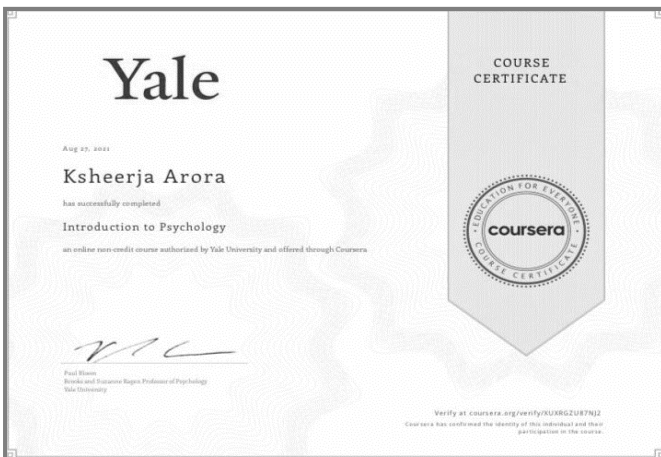 Yale
COURSE
CERTIFICATE
Aug 27, 2021
Ksheerja Arora
has successfully completed
Introduction to Psychology
an online non-credit course authorized by Yale University and offered through Coursera
EDUCATION FOR EVERYONE
coursera
COURSE CERTIFICATE
Paul Bloom
Brooks and Suzanne Ragen Professor of Psychology
Yale University
Verify at coursera.org/verify/XUXRGZU87NJ2
Coursera has confirmed the identity of this individual and their
participation in the course.